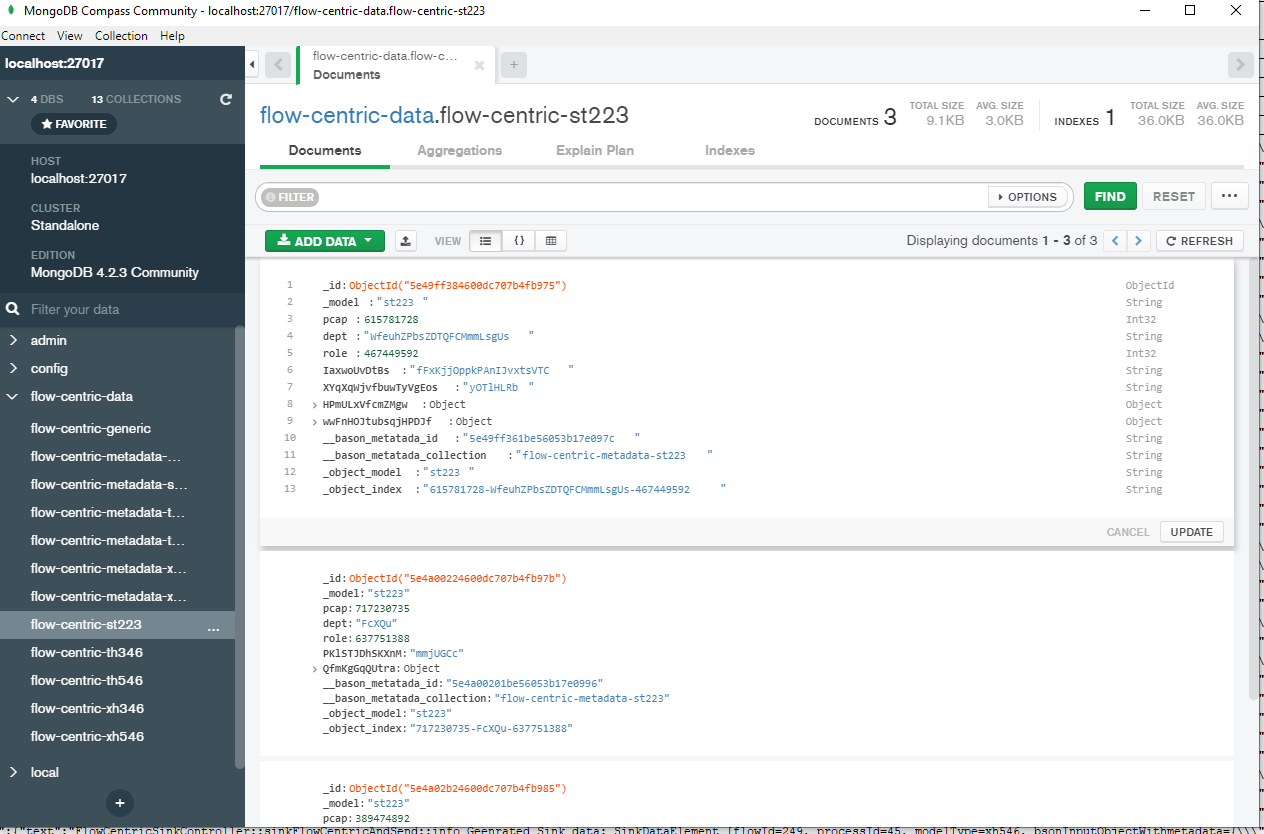 MongoDB Compass Community - localhost:27017/flow-centric-data.flow-centric-st223
Connect View Collection Help
localhost:27017
4 DBS 13 COLLECTIONS
FAVORITE
HOST
localhost:27017
CLUSTER
Standalone
EDITION
MongoDB 4.2.3 Community
Filter your data
admin
config
flow-centric-data
flow-centric-generic
flow-centric-metadata-...
flow-centric-metadata-s...
flow-centric-metadata-t...
flow-centric-metadata-t...
flow-centric-metadata-x...
flow-centric-metadata-x...
flow-centric-st223 ...
flow-centric-th346
flow-centric-th546
flow-centric-xh346
flow-centric-xh546
local
+
flow-centric-data.flow-c...
Documents
+
flow-centric-data.flow-centric-st223
DOCUMENTS 3 TOTAL SIZE 9.1KB AVG. SIZE 3.0KB INDEXES 1 TOTAL SIZE 36.0KB AVG. SIZE 36.0KB
Documents Aggregations Explain Plan Indexes
FILTER OPTIONS FIND RESET ...
ADD DATA VIEW {} Displaying documents 1 - 3 of 3 REFRESH
1 _id: ObjectId("5e49ff384600dc707b4fb975") ObjectId
2 _model : "st223 " String
3 pcap : 615781728 Int32
4 dept : "WfeuhZPbsZDTQFCMmmLsgUs " String
5 role : 467449592 Int32
6 IaxwoUvDtBs : "fFxKjjOppkPAnIJvxtsVTC " String
7 XYqXqWjvfbuwTyVgEos : "yOTlHLRb " String
8 HPmULxVfcmZMgw : Object Object
9 wwFnHOJtubsqjHPDJf : Object Object
10 __bason_metatada_id : "5e49ff361be56053b17e097c " String
11 __bason_metatada_collection : "flow-centric-metadata-st223 " String
12 _object_model : "st223 " String
13 _object_index : "615781728-WfeuhZPbsZDTQFCMmmLsgUs-467449592 " String
CANCEL UPDATE
_id: ObjectId("5e4a00224600dc707b4fb97b")
_model: "st223"
pcap: 717230735
dept: "FcXQu"
role: 637751388
PKlSTJDhSKXnM: "mmjUGCc"
QfmKgGqQUtra: Object
__bason_metatada_id: "5e4a00201be56053b17e0996"
__bason_metatada_collection: "flow-centric-metadata-st223"
_object_model: "st223"
_object_index: "717230735-FcXQu-637751388"
_id: ObjectId("5e4a02b24600dc707b4fb985")
_model: "st223"
pcap: 389474892
":{"text":"FlowCentricSinkController::sinkFlowCentricAndSend::info Geenrated Sink data: SinkDataElement [flowId=249, processId=45, modelType=xh546, bsonInputObjectWithmetadata={\\\"